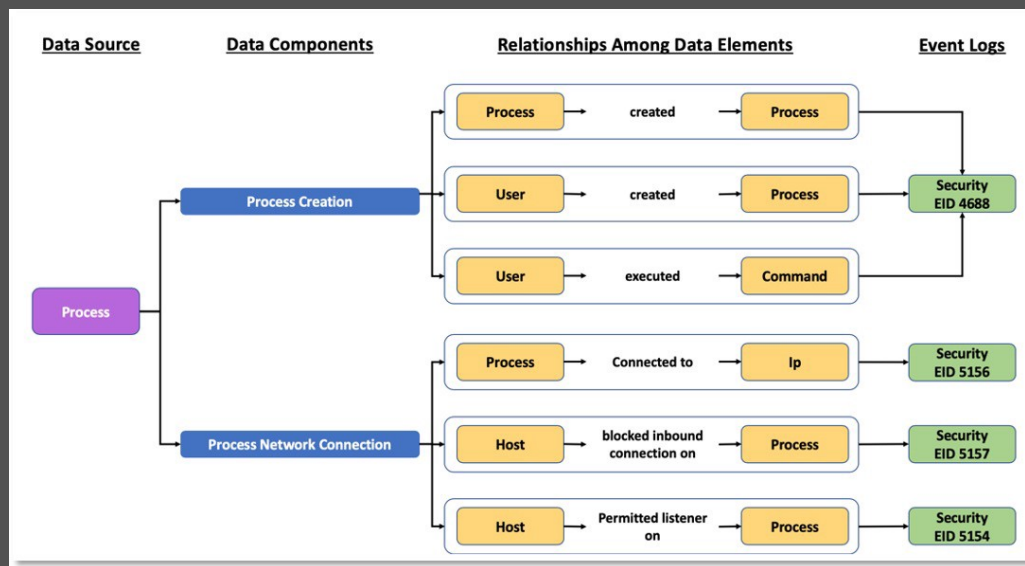 Data Source
Data Components
Relationships Among Data Elements
Event Logs
Process
created
Process
Process Creation
User
created
Process
Security
EID 4688
User
executed
Command
Process
Process
Connected to
Ip
Security
EID 5156
Process Network Connection
Host
blocked inbound
connection on
Process
Security
EID 5157
Host
Permitted listener
on
Process
Security
EID 5154